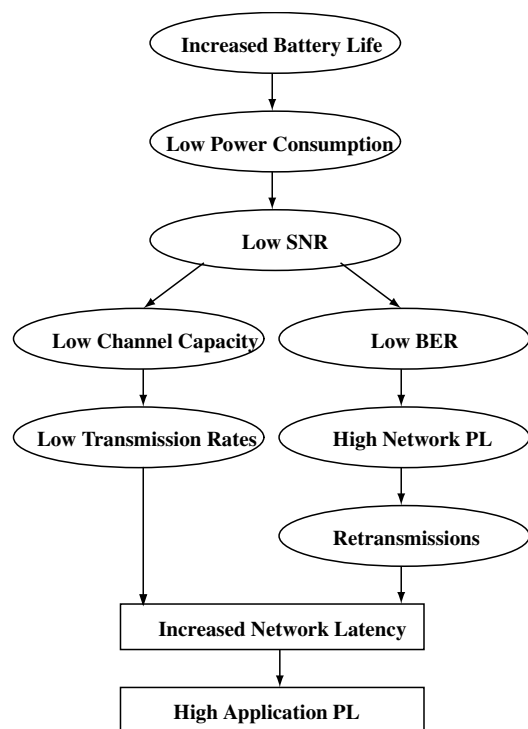 Increased Battery Life
Low Power Consumption
Low SNR
Low Channel Capacity
Low BER
Low Transmission Rates
High Network PL
Retransmissions
Increased Network Latency
High Application PL